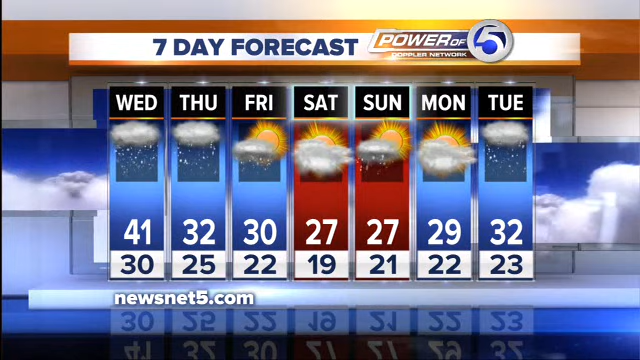 7 DAY FORECAST POWER OF 5
DOPPLER NETWORK
WED THU FRI SAT SUN MON TUE
41 32 30 27 27 29 32
30 25 22 19 21 22 23
newsnet5.com